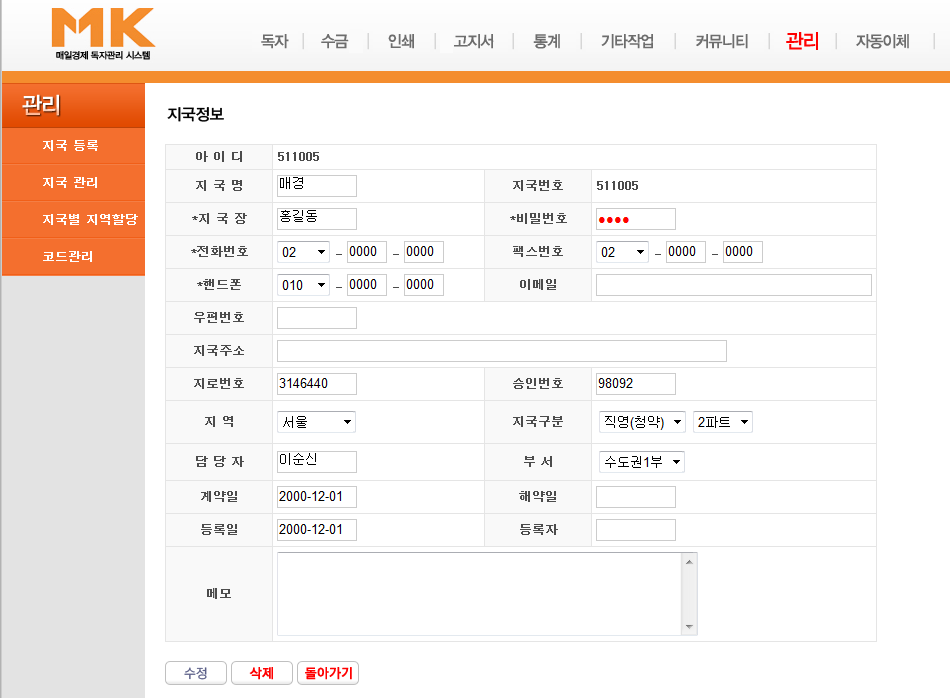 MK
매일경제 독자관리 시스템
독자 수금 인쇄 고지서 통계 기타작업 커뮤니티 관리 자동이체
관리
지국 등록
지국 관리
지국별 지역할당
코드관리
지국정보
아 이 디 511005
지 국 명 매경 지국번호 511005
*지 국 장 홍길동 *비밀번호 ●●●●
*전화번호 02 – 0000 – 0000 팩스번호 02 – 0000 – 0000
*핸드폰 010 – 0000 – 0000 이메일
우편번호
지국주소
지로번호 3146440 승인번호 98092
지 역 서울 지국구분 직영(청약) 2파트
담 당 자 이순신 부 서 수도권1부
계약일 2000-12-01 해약일
등록일 2000-12-01 등록자
메모
수정 삭제 돌아가기